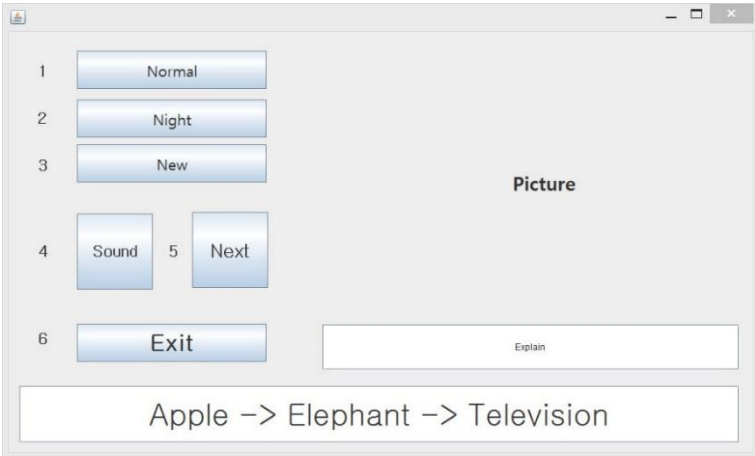 1 Normal
2 Night
3 New
Picture
4 Sound 5 Next
6 Exit
Explain
Apple -> Elephant -> Television